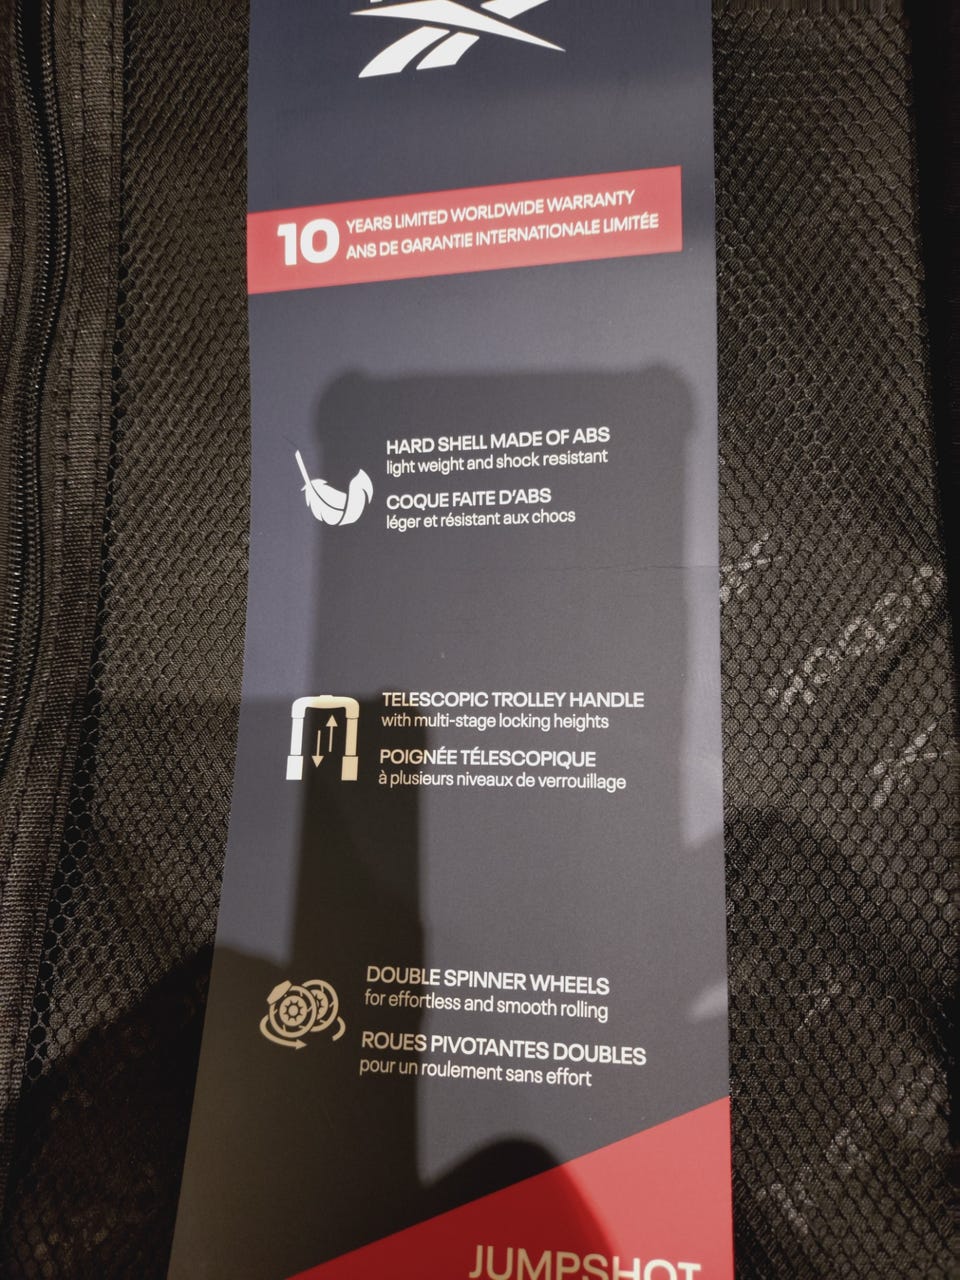 10 YEARS LIMITED WORLDWIDE WARRANTY
ANS DE GARANTIE INTERNATIONALE LIMITÉE
HARD SHELL MADE OF ABS
light weight and shock resistant
COQUE FAITE D'ABS
léger et résistant aux chocs
TELESCOPIC TROLLEY HANDLE
with multi-stage locking heights
POIGNÉE TÉLESCOPIQUE
à plusieurs niveaux de verrouillage
DOUBLE SPINNER WHEELS
for effortless and smooth rolling
ROUES PIVOTANTES DOUBLES
pour un roulement sans effort
JUMPSHOT